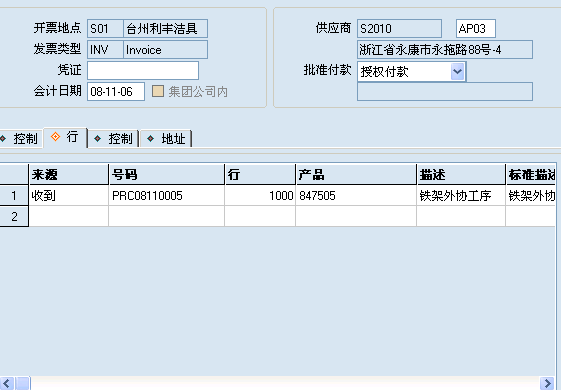 开票地点 S01 台州利丰洁具 供应商 S2010 AP03
发票类型 INV Invoice 浙江省永康市永拖路88号-4
凭证 批准付款 授权付款
会计日期 08-11-06 集团公司内
控制 行 控制 地址
来源 号码 行 产品 描述 标准描述
1 收到 PRC08110005 1000 847505 铁架外协工序 铁架外协
2